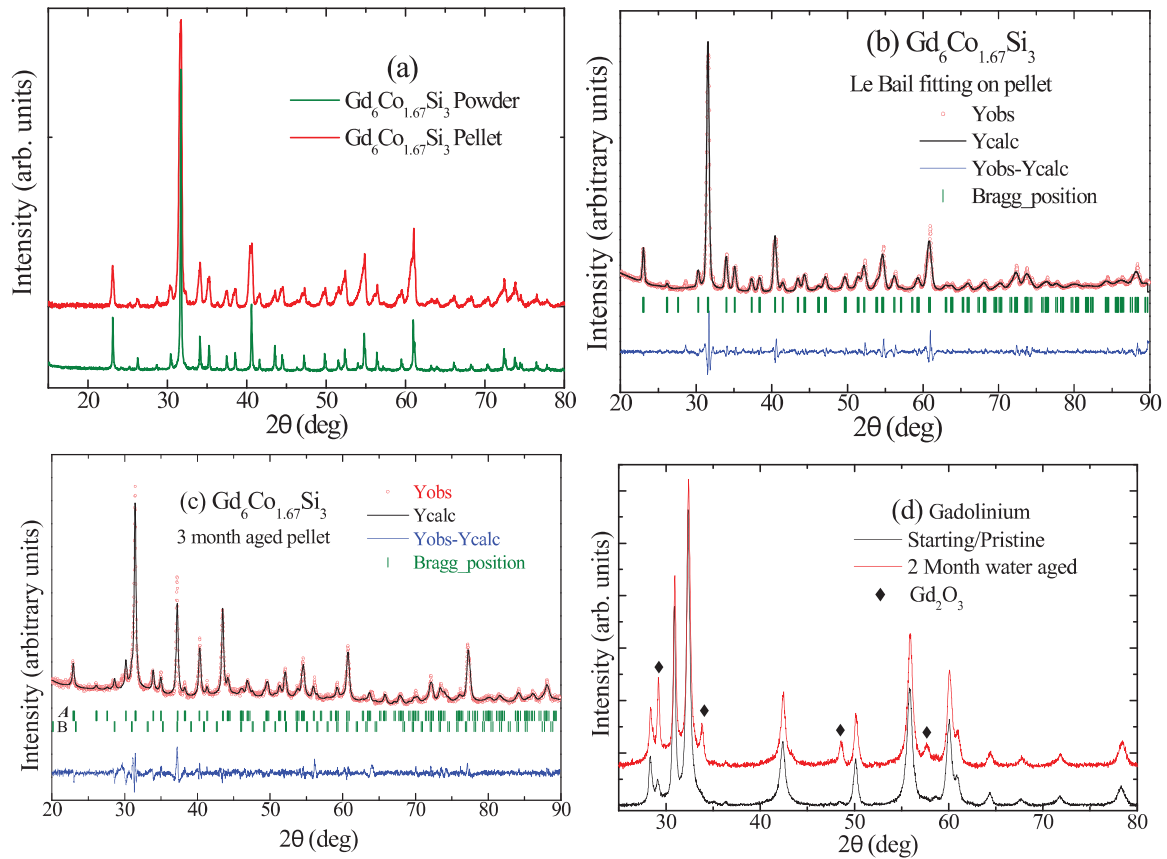 (a)
Gd₆Co₁.₆₇Si₃ Powder
Gd₆Co₁.₆₇Si₃ Pellet
Intensity (arb. units)
20 30 40 50 60 70 80
2θ (deg)
(b) Gd₆Co₁.₆₇Si₃
Le Bail fitting on pellet
Yobs
Ycalc
Yobs-Ycalc
Bragg_position
Intensity (arbitrary units)
20 30 40 50 60 70 80 90
2θ (deg)
(c) Gd₆Co₁.₆₇Si₃
3 month aged pellet
Yobs
Ycalc
Yobs-Ycalc
Bragg_position
A
B
Intensity (arbitrary units)
20 30 40 50 60 70 80 90
2θ (deg)
(d) Gadolinium
Starting/Pristine
2 Month water aged
Gd₂O₃
Intensity (arb. units)
30 40 50 60 70 80
2θ (deg)